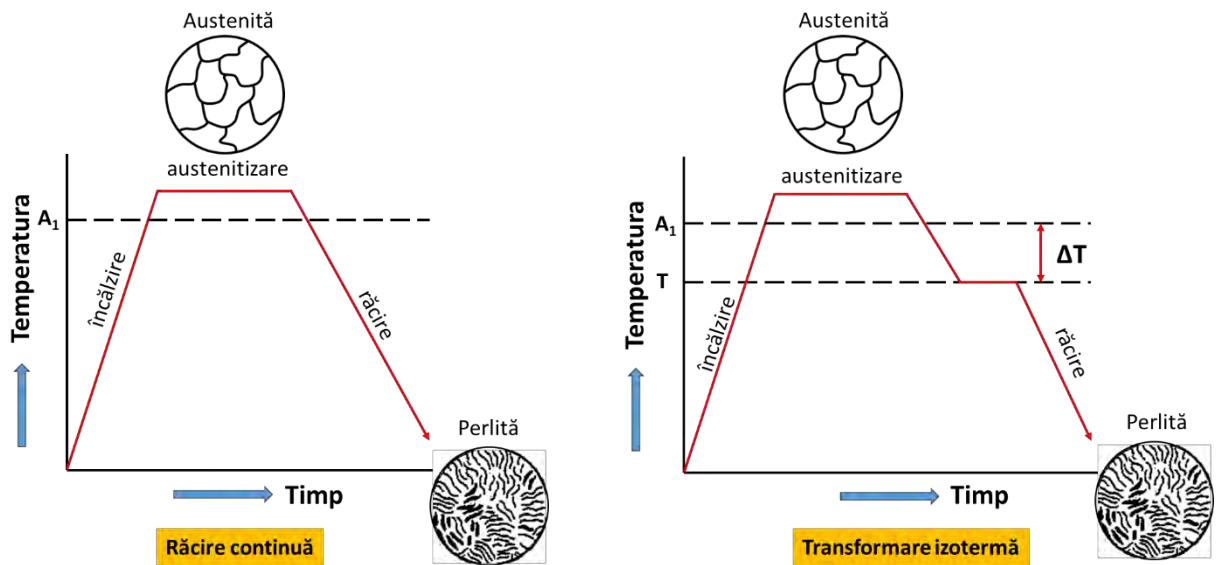 Austenită
austenitizare
Temperatura
A1
încălzire
răcire
Perlită
Timp
Răcire continuă
Austenită
austenitizare
Temperatura
A1
ΔT
T
încălzire
răcire
Perlită
Timp
Transformare izotermă